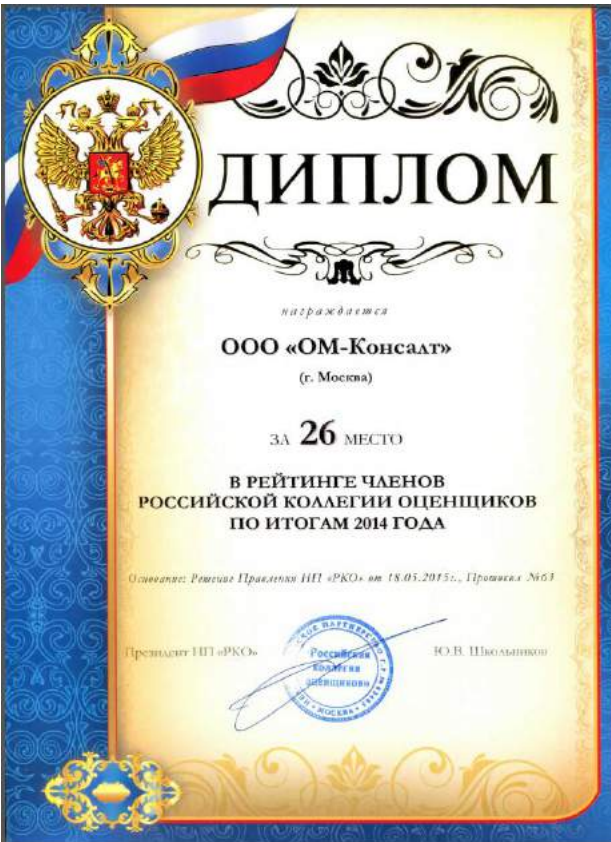 ДИПЛОМ
награждается
ООО «ОМ-Консалт»
(г. Москва)
ЗА 26 МЕСТО
В РЕЙТИНГЕ ЧЛЕНОВ
РОССИЙСКОЙ КОЛЛЕГИИ ОЦЕНЩИКОВ
ПО ИТОГАМ 2014 ГОДА
Основание: Решение Правления НП «РКО» от 18.05.2015г., Протокол №63
Президент НП «РКО»
Ю.В. Школьников
Российская
коллегия
оценщиков»
МОСКВА